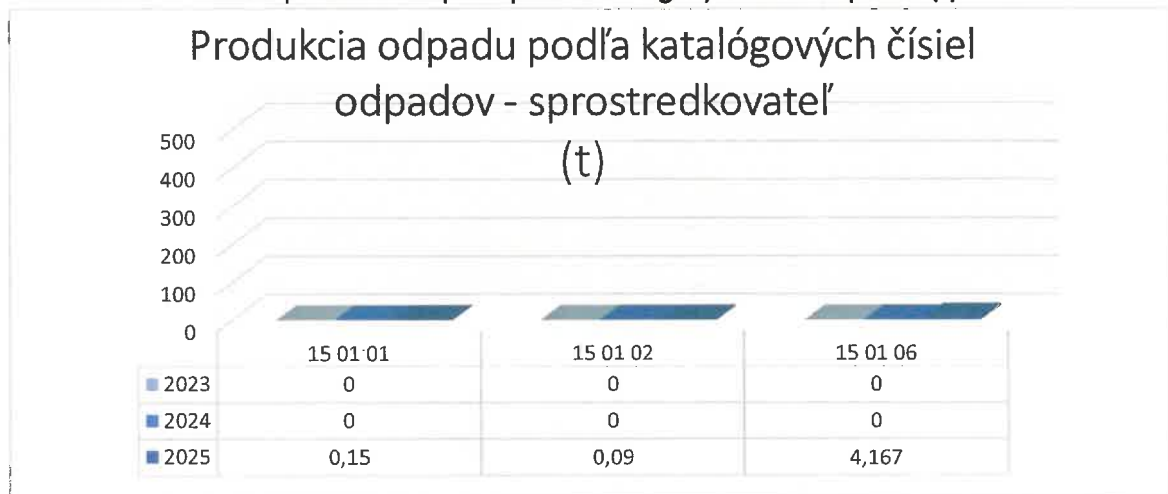 Produkcia odpadu podľa katalógových čísiel
odpadov - sprostredkovateľ
(t)
500
400
300
200
100
0
15 01 01 15 01 02 15 01 06
2023 0 0 0
2024 0 0 0
2025 0,15 0,09 4,167